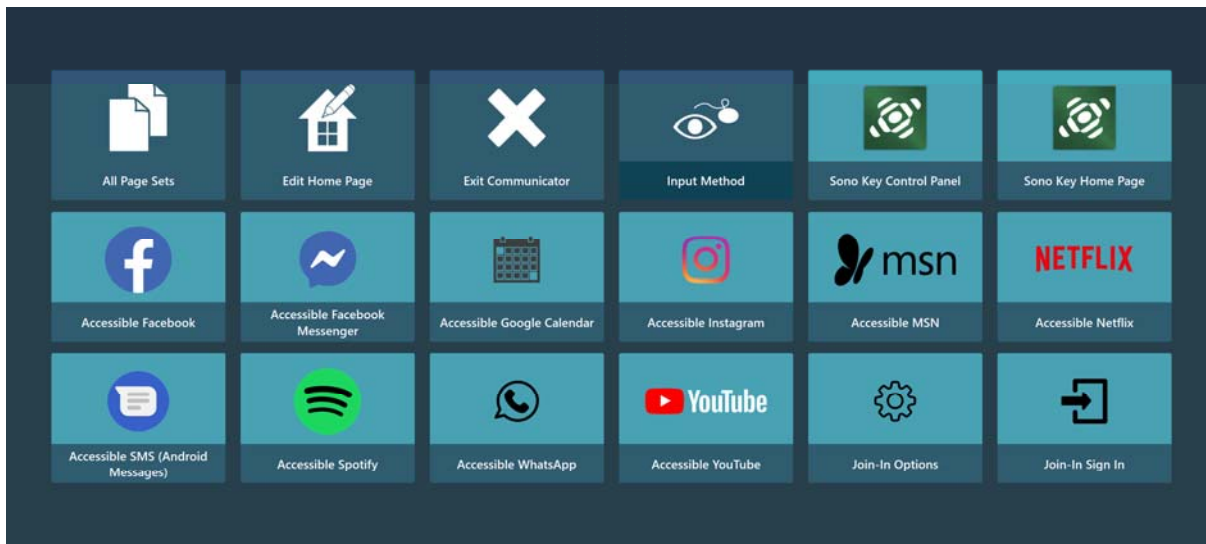 All Page Sets
Edit Home Page
Exit Communicator
Input Method
Sono Key Control Panel
Sono Key Home Page
msn
NETFLIX
Accessible Facebook
Accessible Facebook
Messenger
Accessible Google Calendar
Accessible Instagram
Accessible MSN
Accessible Netflix
YouTube
Accessible SMS (Android
Messages)
Accessible Spotify
Accessible WhatsApp
Accessible YouTube
Join-In Options
Join-In Sign In